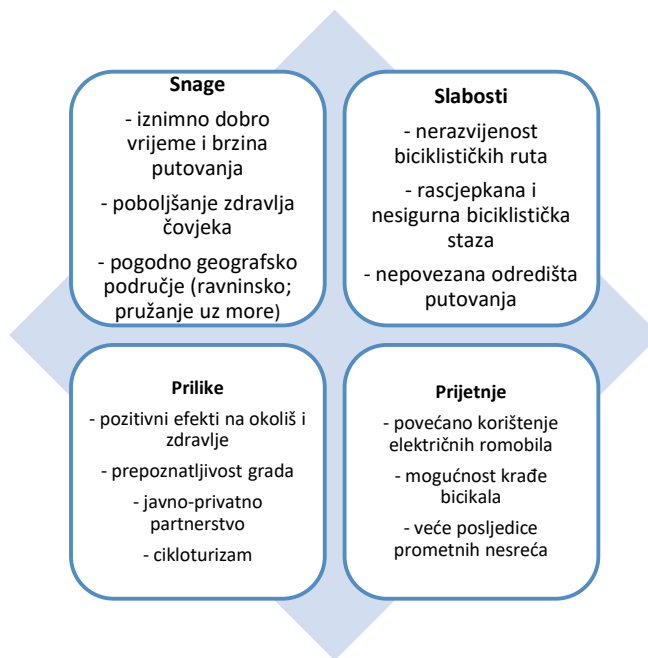 Snage
- iznimno dobro
vrijeme i brzina
putovanja
- poboljšanje zdravlja
čovjeka
- pogodno geografsko
područje (ravninsko;
pružanje uz more)
Slabosti
- nerazvijenost
biciklističkih ruta
- rascjepkana i
nesigurna biciklistička
staza
- nepovezana odredišta
putovanja
Prilike
- pozitivni efekti na okoliš i
zdravlje
- prepoznatljivost grada
- javno-privatno
partnerstvo
- cikloturizam
Prijetnje
- povećano korištenje
električnih romobila
- mogućnost krađe
bicikala
- veće posljedice
prometnih nesreća